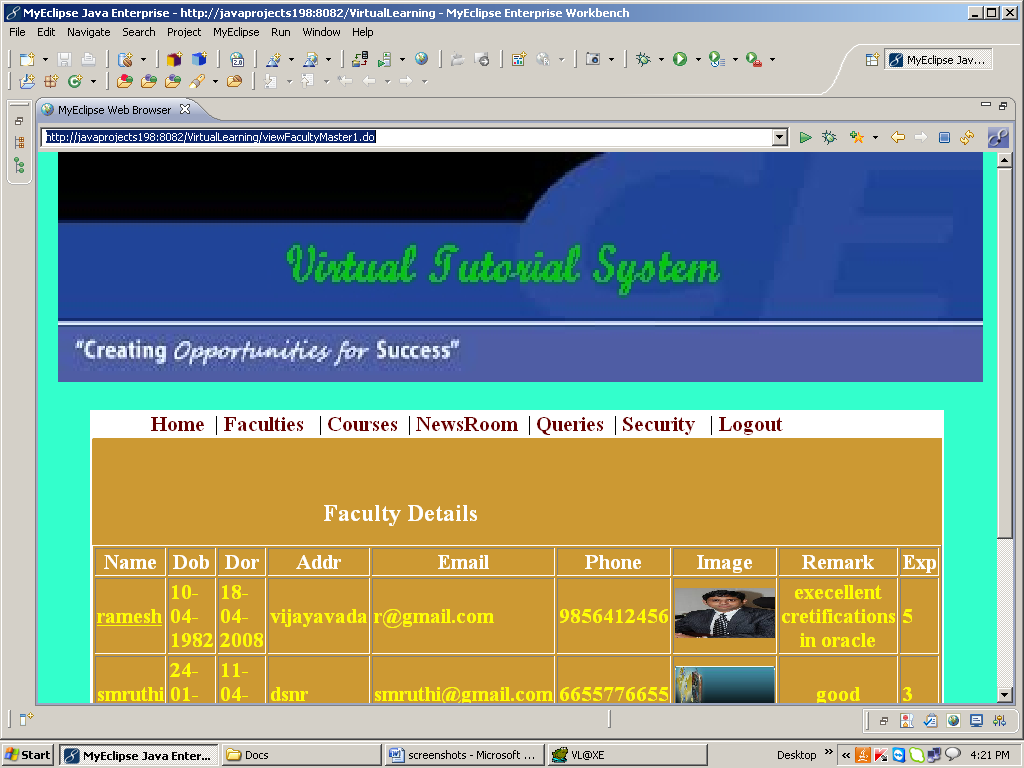 MyEclipse Java Enterprise - http://javaprojects198:8082/VirtualLearning - MyEclipse Enterprise Workbench
File Edit Navigate Search Project MyEclipse Run Window Help
2.0
MyEclipse Jav...
MyEclipse Web Browser
http://javaprojects198:8082/VirtualLearning/viewFacultyMaster1.do
CE
Virtual Tutorial System
"Creating Opportunities for Success"
Home | Faculties | Courses | NewsRoom | Queries | Security | Logout
Faculty Details
Name Dob Dor Addr Email Phone Image Remark Exp
ramesh 10-04-1982 18-04-2008 vijayavada r@gmail.com 9856412456 execellent cretifications in oracle 5
smruthi 24-01- 11-04- dsnr smruthi@gmail.com 6655776655 good 3
Start MyEclipse Java Enter... Docs screenshots - Microsoft ... VL@XE Desktop » « 4:21 PM